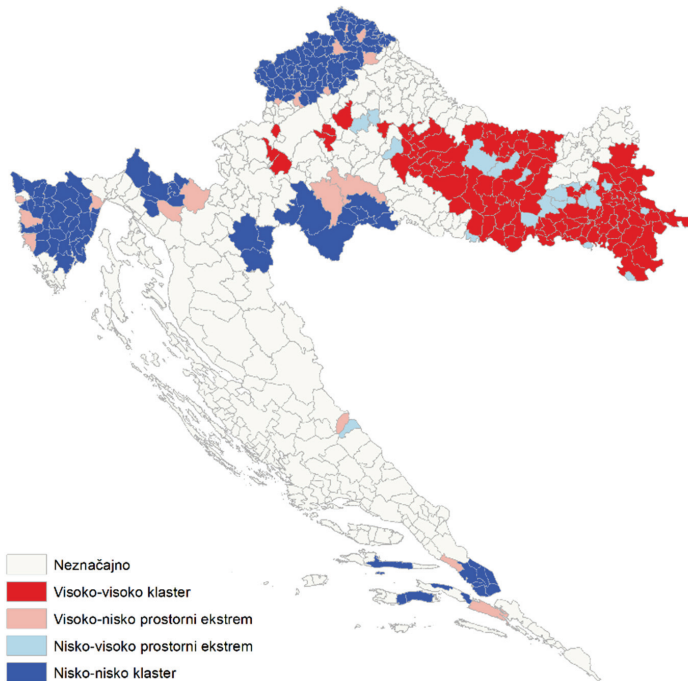 Neznačajno
Visoko-visoko klaster
Visoko-nisko prostorni ekstrem
Nisko-visoko prostorni ekstrem
Nisko-nisko klaster